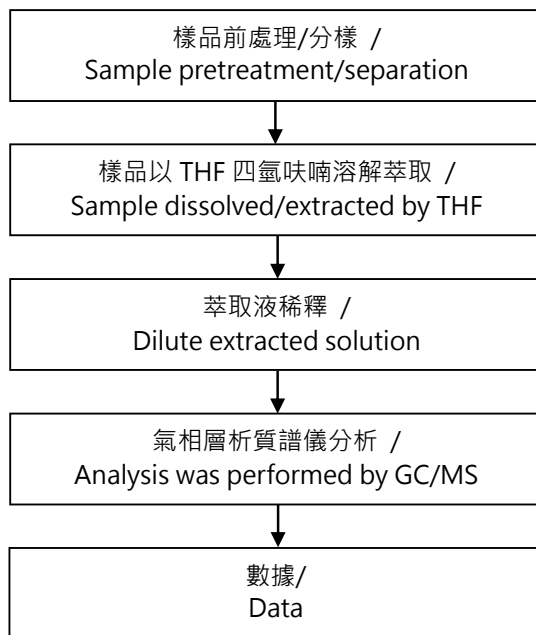 樣品前處理/分樣 /
Sample pretreatment/separation
樣品以 THF 四氫呋喃溶解萃取 /
Sample dissolved/extracted by THF
萃取液稀釋 /
Dilute extracted solution
氣相層析質譜儀分析 /
Analysis was performed by GC/MS
數據/
Data